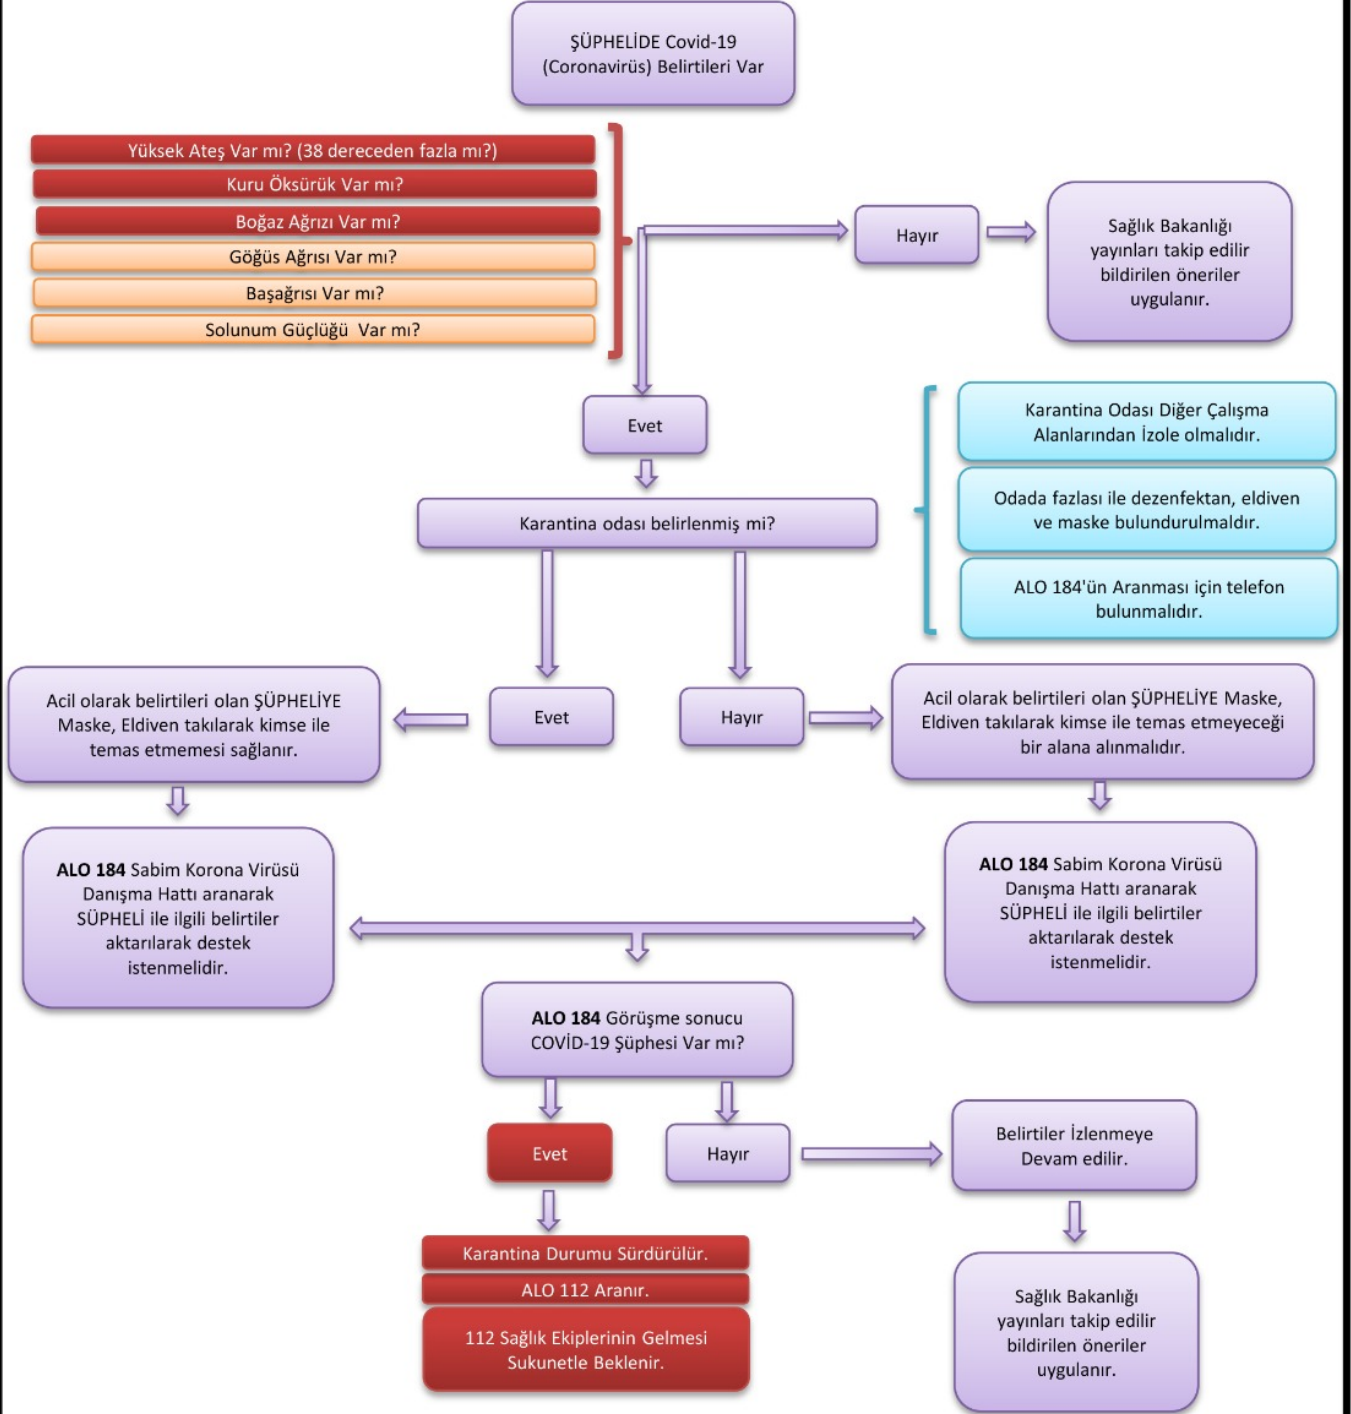 ŞÜPHELİDE Covid-19
(Coronavirüs) Belirtileri Var
Yüksek Ateş Var mı? (38 dereceden fazla mı?)
Kuru Öksürük Var mı?
Boğaz Ağrızı Var mı?
Göğüs Ağrısı Var mı?
Başağrısı Var mı?
Solunum Güçlüğü Var mı?
Hayır
Sağlık Bakanlığı
yayınları takip edilir
bildirilen öneriler
uygulanır.
Evet
Karantina odası belirlenmiş mi?
Karantina Odası Diğer Çalışma
Alanlarından İzole olmalıdır.
Odada fazlası ile dezenfektan, eldiven
ve maske bulundurulmaldır.
ALO 184'ün Aranması için telefon
bulunmalıdır.
Acil olarak belirtileri olan ŞÜPHELİYE
Maske, Eldiven takılarak kimse ile
temas etmemesi sağlanır.
Evet
Hayır
Acil olarak belirtileri olan ŞÜPHELİYE Maske,
Eldiven takılarak kimse ile temas etmeyeceği
bir alana alınmalıdır.
ALO 184 Sabim Korona Virüsü
Danışma Hattı aranarak
SÜPHELİ ile ilgili belirtiler
aktarılarak destek
istenmelidir.
ALO 184 Sabim Korona Virüsü
Danışma Hattı aranarak
SÜPHELİ ile ilgili belirtiler
aktarılarak destek
istenmelidir.
ALO 184 Görüşme sonucu
COVİD-19 Şüphesi Var mı?
Evet
Hayır
Belirtiler İzlenmeye
Devam edilir.
Karantina Durumu Sürdürülür.
ALO 112 Aranır.
112 Sağlık Ekiplerinin Gelmesi
Sukunetle Beklenir.
Sağlık Bakanlığı
yayınları takip edilir
bildirilen öneriler
uygulanır.